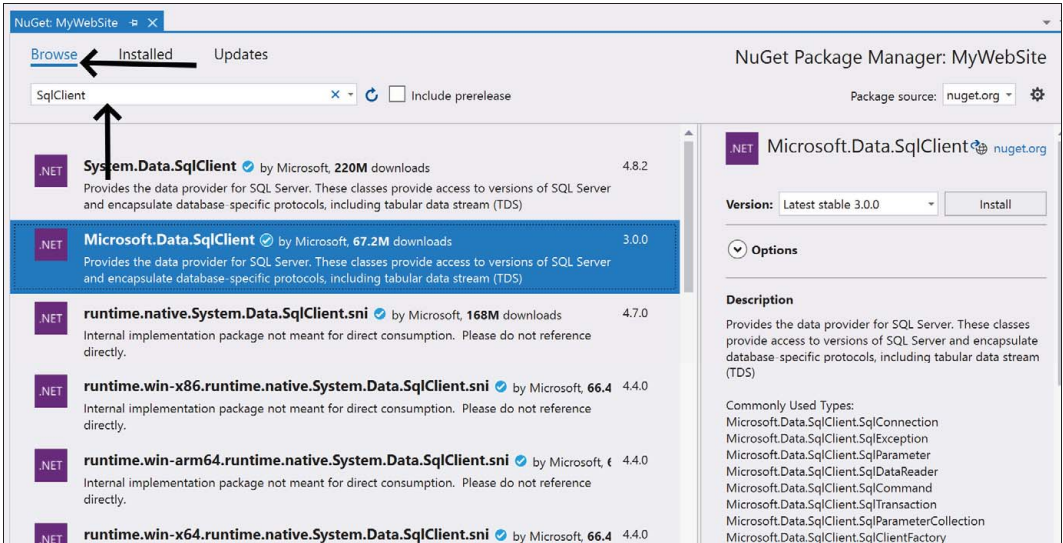 NuGet: MyWebSite
Browse Installed Updates
NuGet Package Manager: MyWebSite
SqlClient
Include prerelease
Package source: nuget.org
.NET
System.Data.SqlClient by Microsoft, 220M downloads 4.8.2
Provides the data provider for SQL Server. These classes provide access to versions of SQL Server
and encapsulate database-specific protocols, including tabular data stream (TDS)
.NET
Microsoft.Data.SqlClient by Microsoft, 67.2M downloads 3.0.0
Provides the data provider for SQL Server. These classes provide access to versions of SQL Server
and encapsulate database-specific protocols, including tabular data stream (TDS)
.NET
runtime.native.System.Data.SqlClient.sni by Microsoft, 168M downloads 4.7.0
Internal implementation package not meant for direct consumption. Please do not reference
directly.
.NET
runtime.win-x86.runtime.native.System.Data.SqlClient.sni by Microsoft, 66.4 4.4.0
Internal implementation package not meant for direct consumption. Please do not reference
directly.
.NET
runtime.win-arm64.runtime.native.System.Data.SqlClient.sni by Microsoft, 4.4.0
Internal implementation package not meant for direct consumption. Please do not reference
directly.
.NET
runtime.win-x64.runtime.native.System.Data.SqlClient.sni by Microsoft, 66.4 4.4.0
.NET
Microsoft.Data.SqlClient nuget.org
Version: Latest stable 3.0.0 Install
Options
Description
Provides the data provider for SQL Server. These classes
provide access to versions of SQL Server and encapsulate
database-specific protocols, including tabular data stream
(TDS)
Commonly Used Types:
Microsoft.Data.SqlClient.SqlConnection
Microsoft.Data.SqlClient.SqlException
Microsoft.Data.SqlClient.SqlParameter
Microsoft.Data.SqlClient.SqlDataReader
Microsoft.Data.SqlClient.SqlCommand
Microsoft.Data.SqlClient.SqlTransaction
Microsoft.Data.SqlClient.SqlParameterCollection
Microsoft.Data.SqlClient.SqlClientFactory